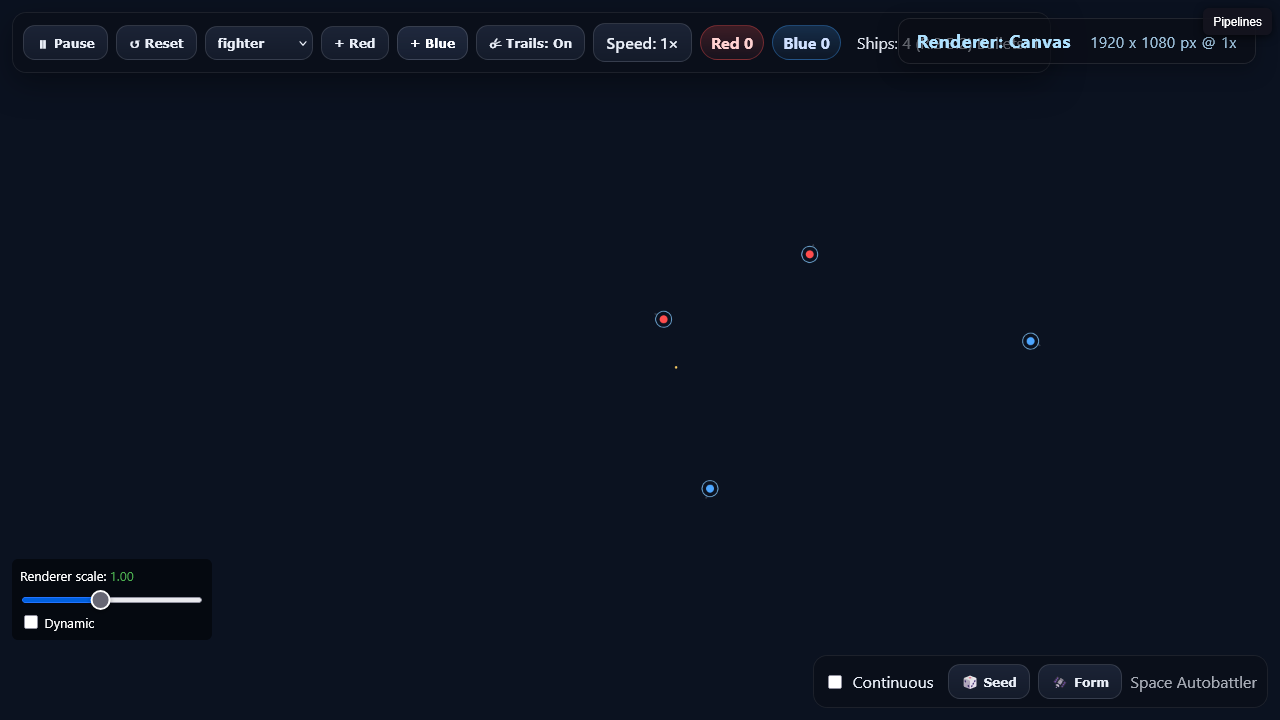 Pipelines
⏸ Pause
↺ Reset
fighter
+ Red
+ Blue
☄ Trails: On
Speed: 1×
Red 0
Blue 0
Ships: 4
Renderer: Canvas
1920 x 1080 px @ 1x
Renderer scale: 1.00
Dynamic
Continuous
🎲 Seed
🛰 Form
Space Autobattler